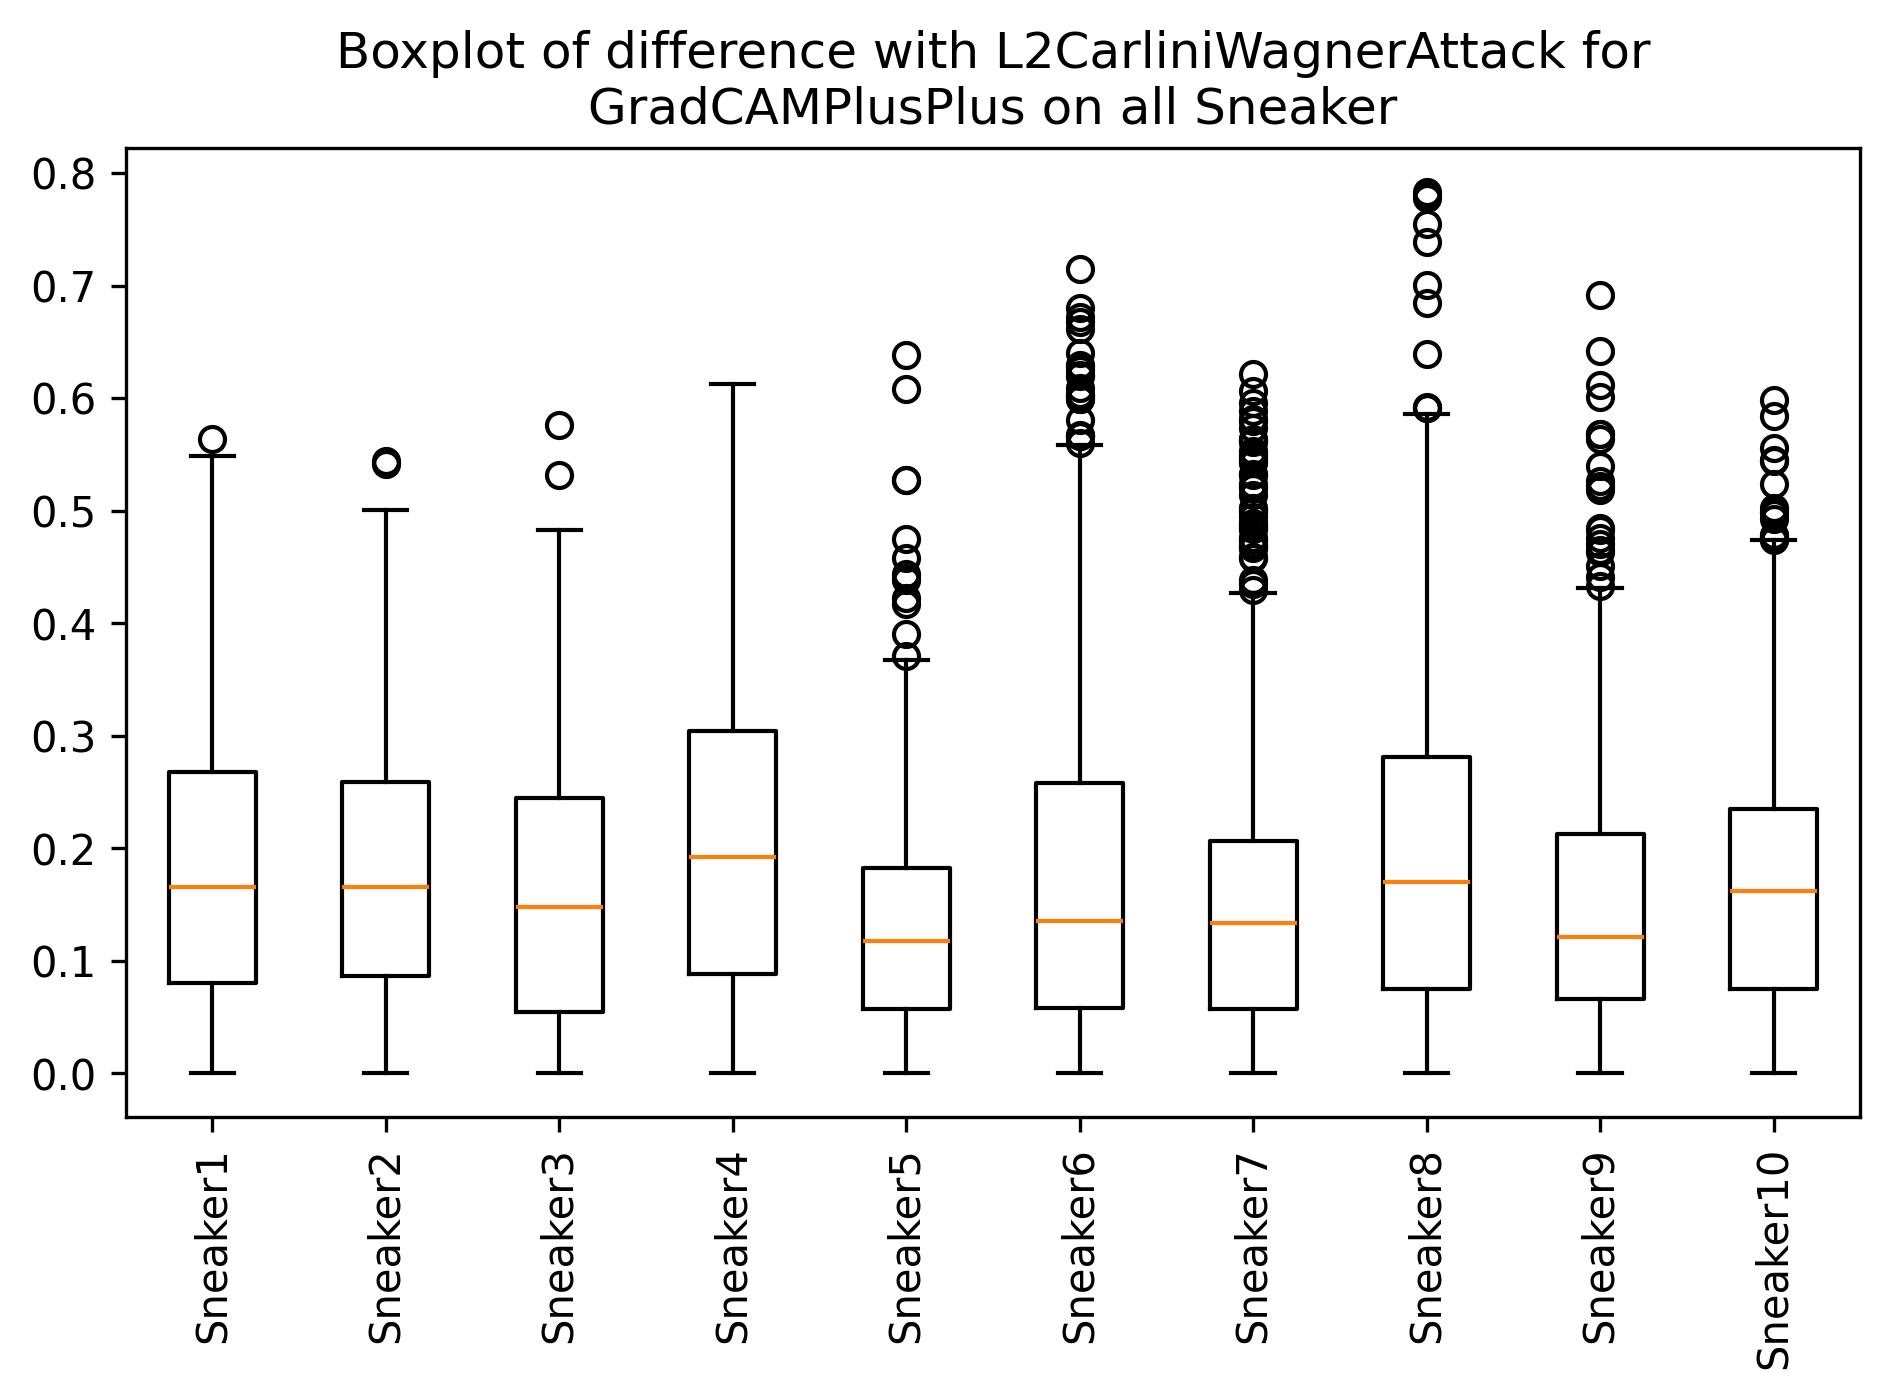 Boxplot of difference with L2CarliniWagnerAttack for
GradCAMPlusPlus on all Sneaker
0.8
0.7
0.6
0.5
0.4
0.3
0.2
0.1
0.0
Sneaker1
Sneaker2
Sneaker3
Sneaker4
Sneaker5
Sneaker6
Sneaker7
Sneaker8
Sneaker9
Sneaker10